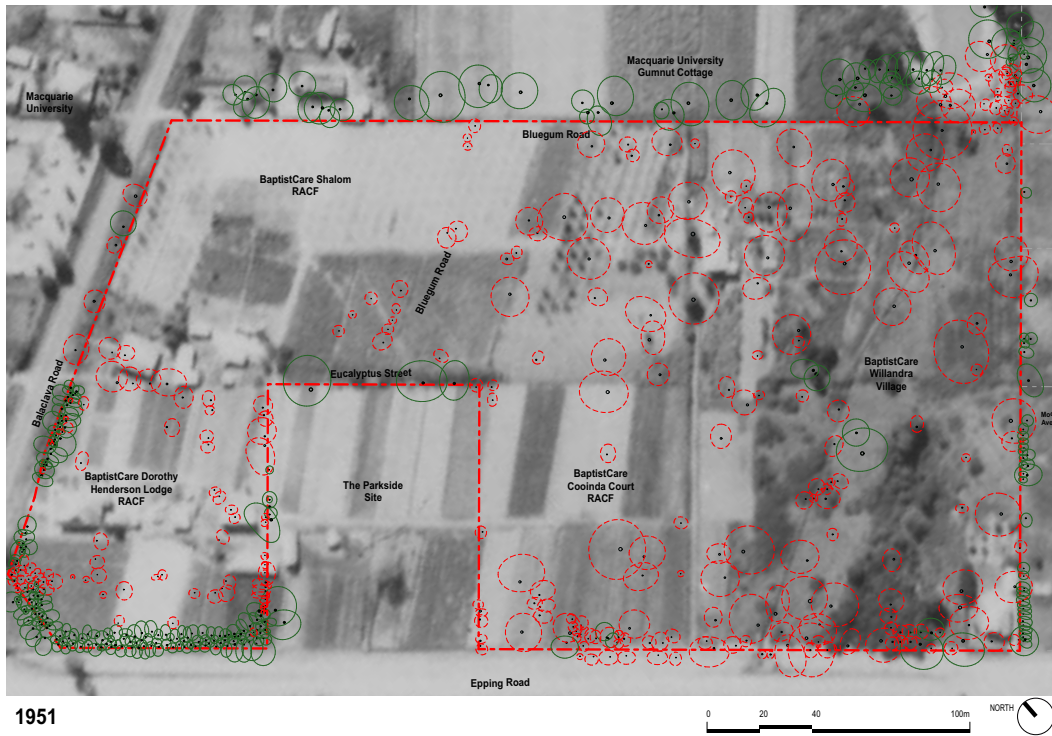 Macquarie University
Gumnut Cottage
Macquarie
University
Bluegum Road
BaptistCare Shalom
RACF
Bluegum Road
BaptistCare
Willandra
Village
Eucalyptus Street
Balaclava Road
BaptistCare Dorothy
Henderson Lodge
RACF
The Parkside
Site
BaptistCare
Cooinda Court
RACF
Epping Road
1951
0 20 40 100m
NORTH